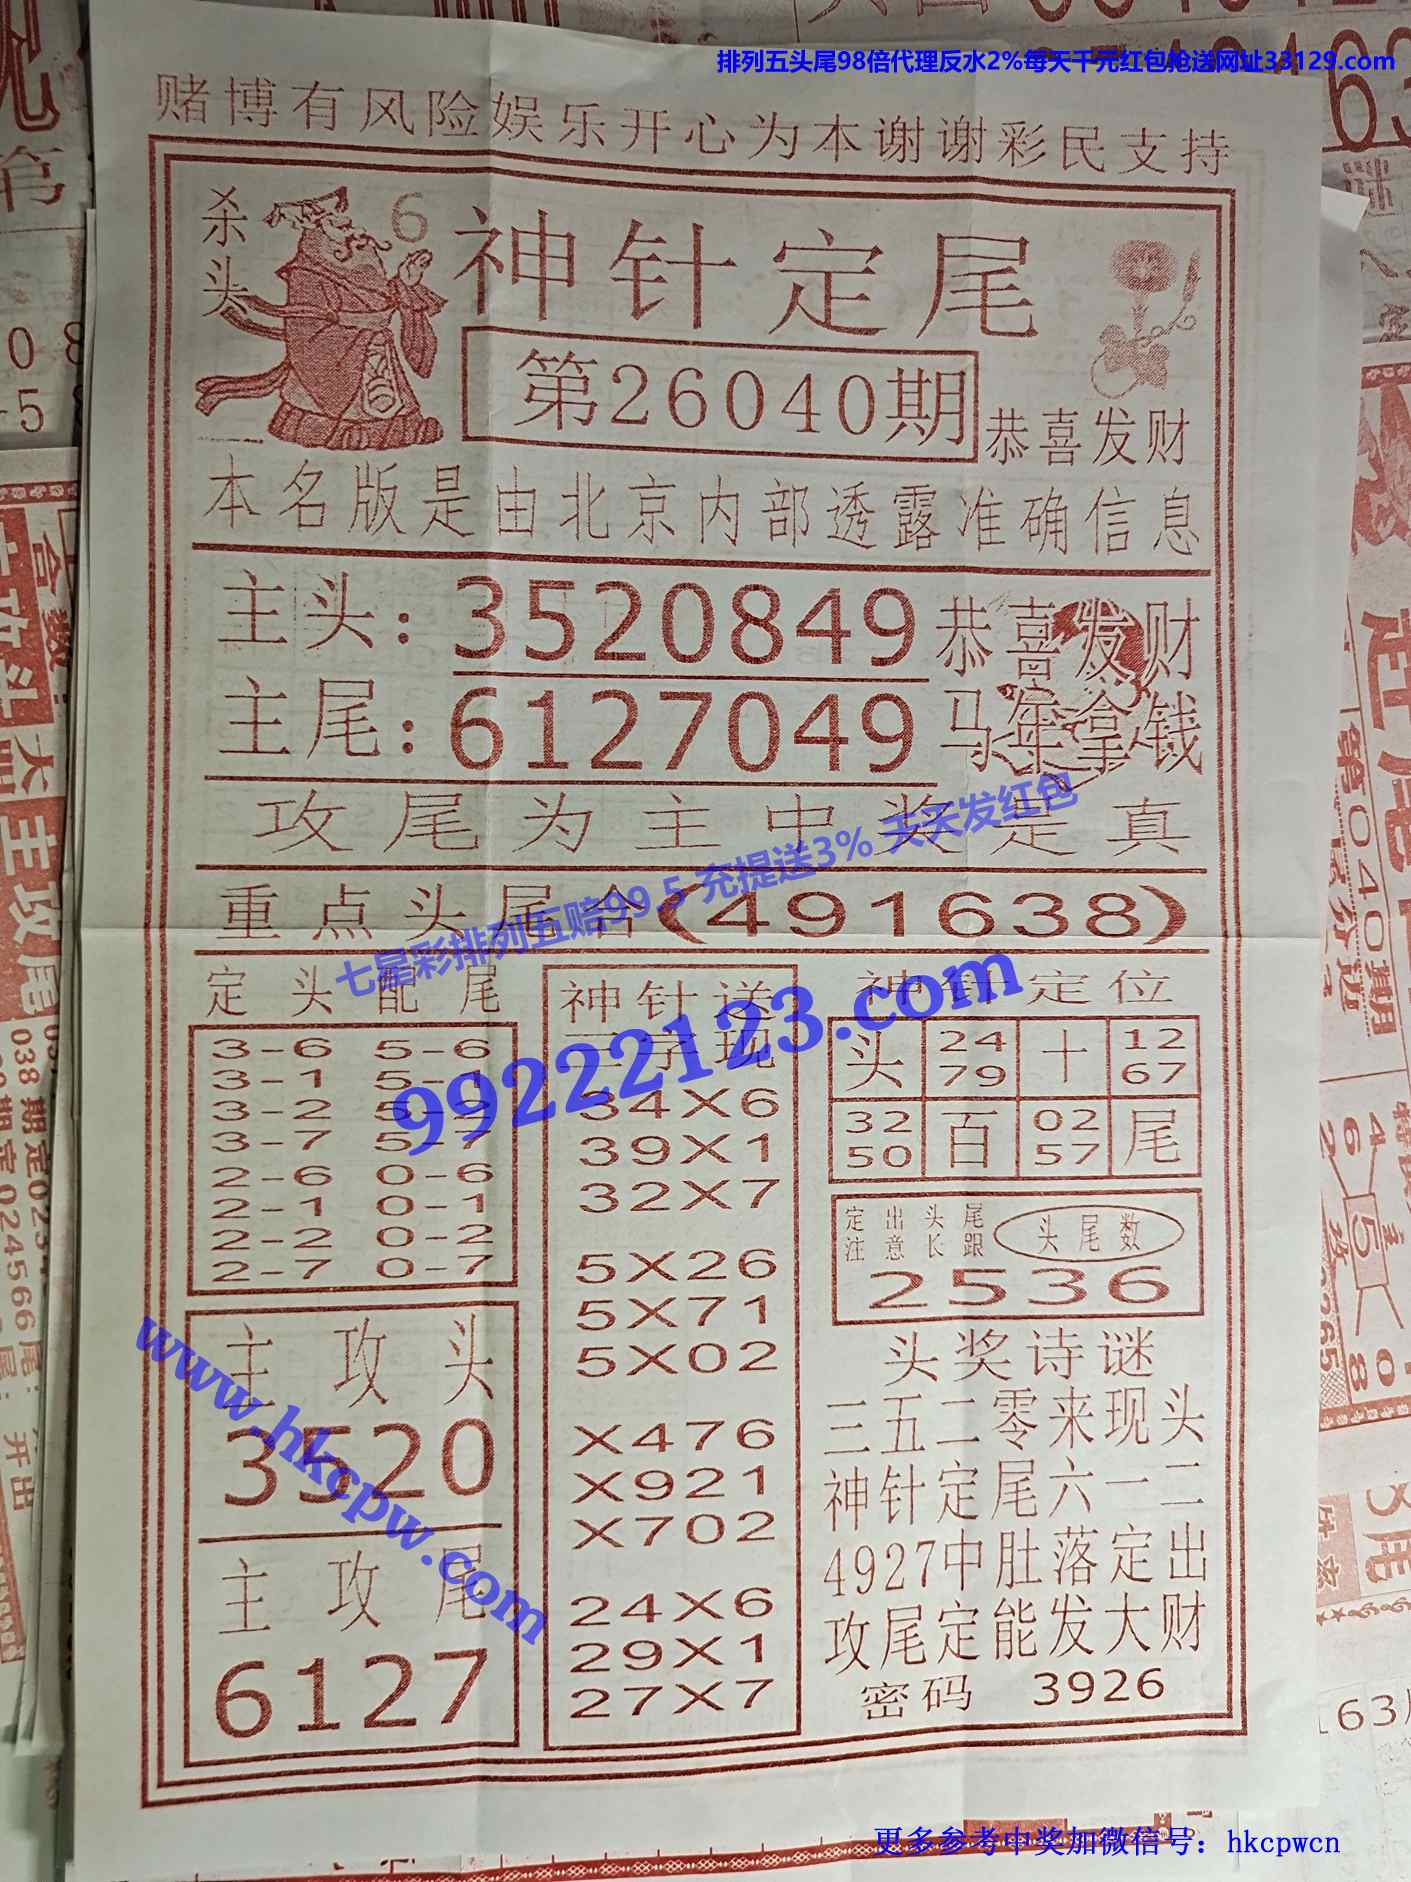 排列五头尾98倍代理反水2%每天千元红包抢送网址33129.com
赌博有风险娱乐开心为本谢谢彩民支持
杀头
6
神针定尾
第26040期
恭喜发财
本名版是由北京内部透露准确信息
主头：3520849
恭喜发财
主尾：6127049
马年拿钱
攻尾为主中奖是真
七星彩排列五赔99.5 充提送3% 天天发红包
重点头尾合(491638)
99222123.com
定头配尾
3-6 5-6
3-1 5-1
3-2 5-2
3-7 5-7
2-6 0-6
2-1 0-1
2-2 0-2
2-7 0-7
主攻头
3520
主攻尾
6127
www.hkcpw.com
神针送
三字现
34X6
39X1
32X7
5X26
5X71
5X02
X476
X921
X702
24X6
29X1
27X7
神针定位
头 24 十 12
79 67
32 百 02 尾
50 57
定出头尾
注意长跟
头尾数
2536
头奖诗谜
三五二零来现头
神针定尾六一二
4927中肚落定出
攻尾定能发大财
密码 3926
更多参考中奖加微信号：hkcpwcn